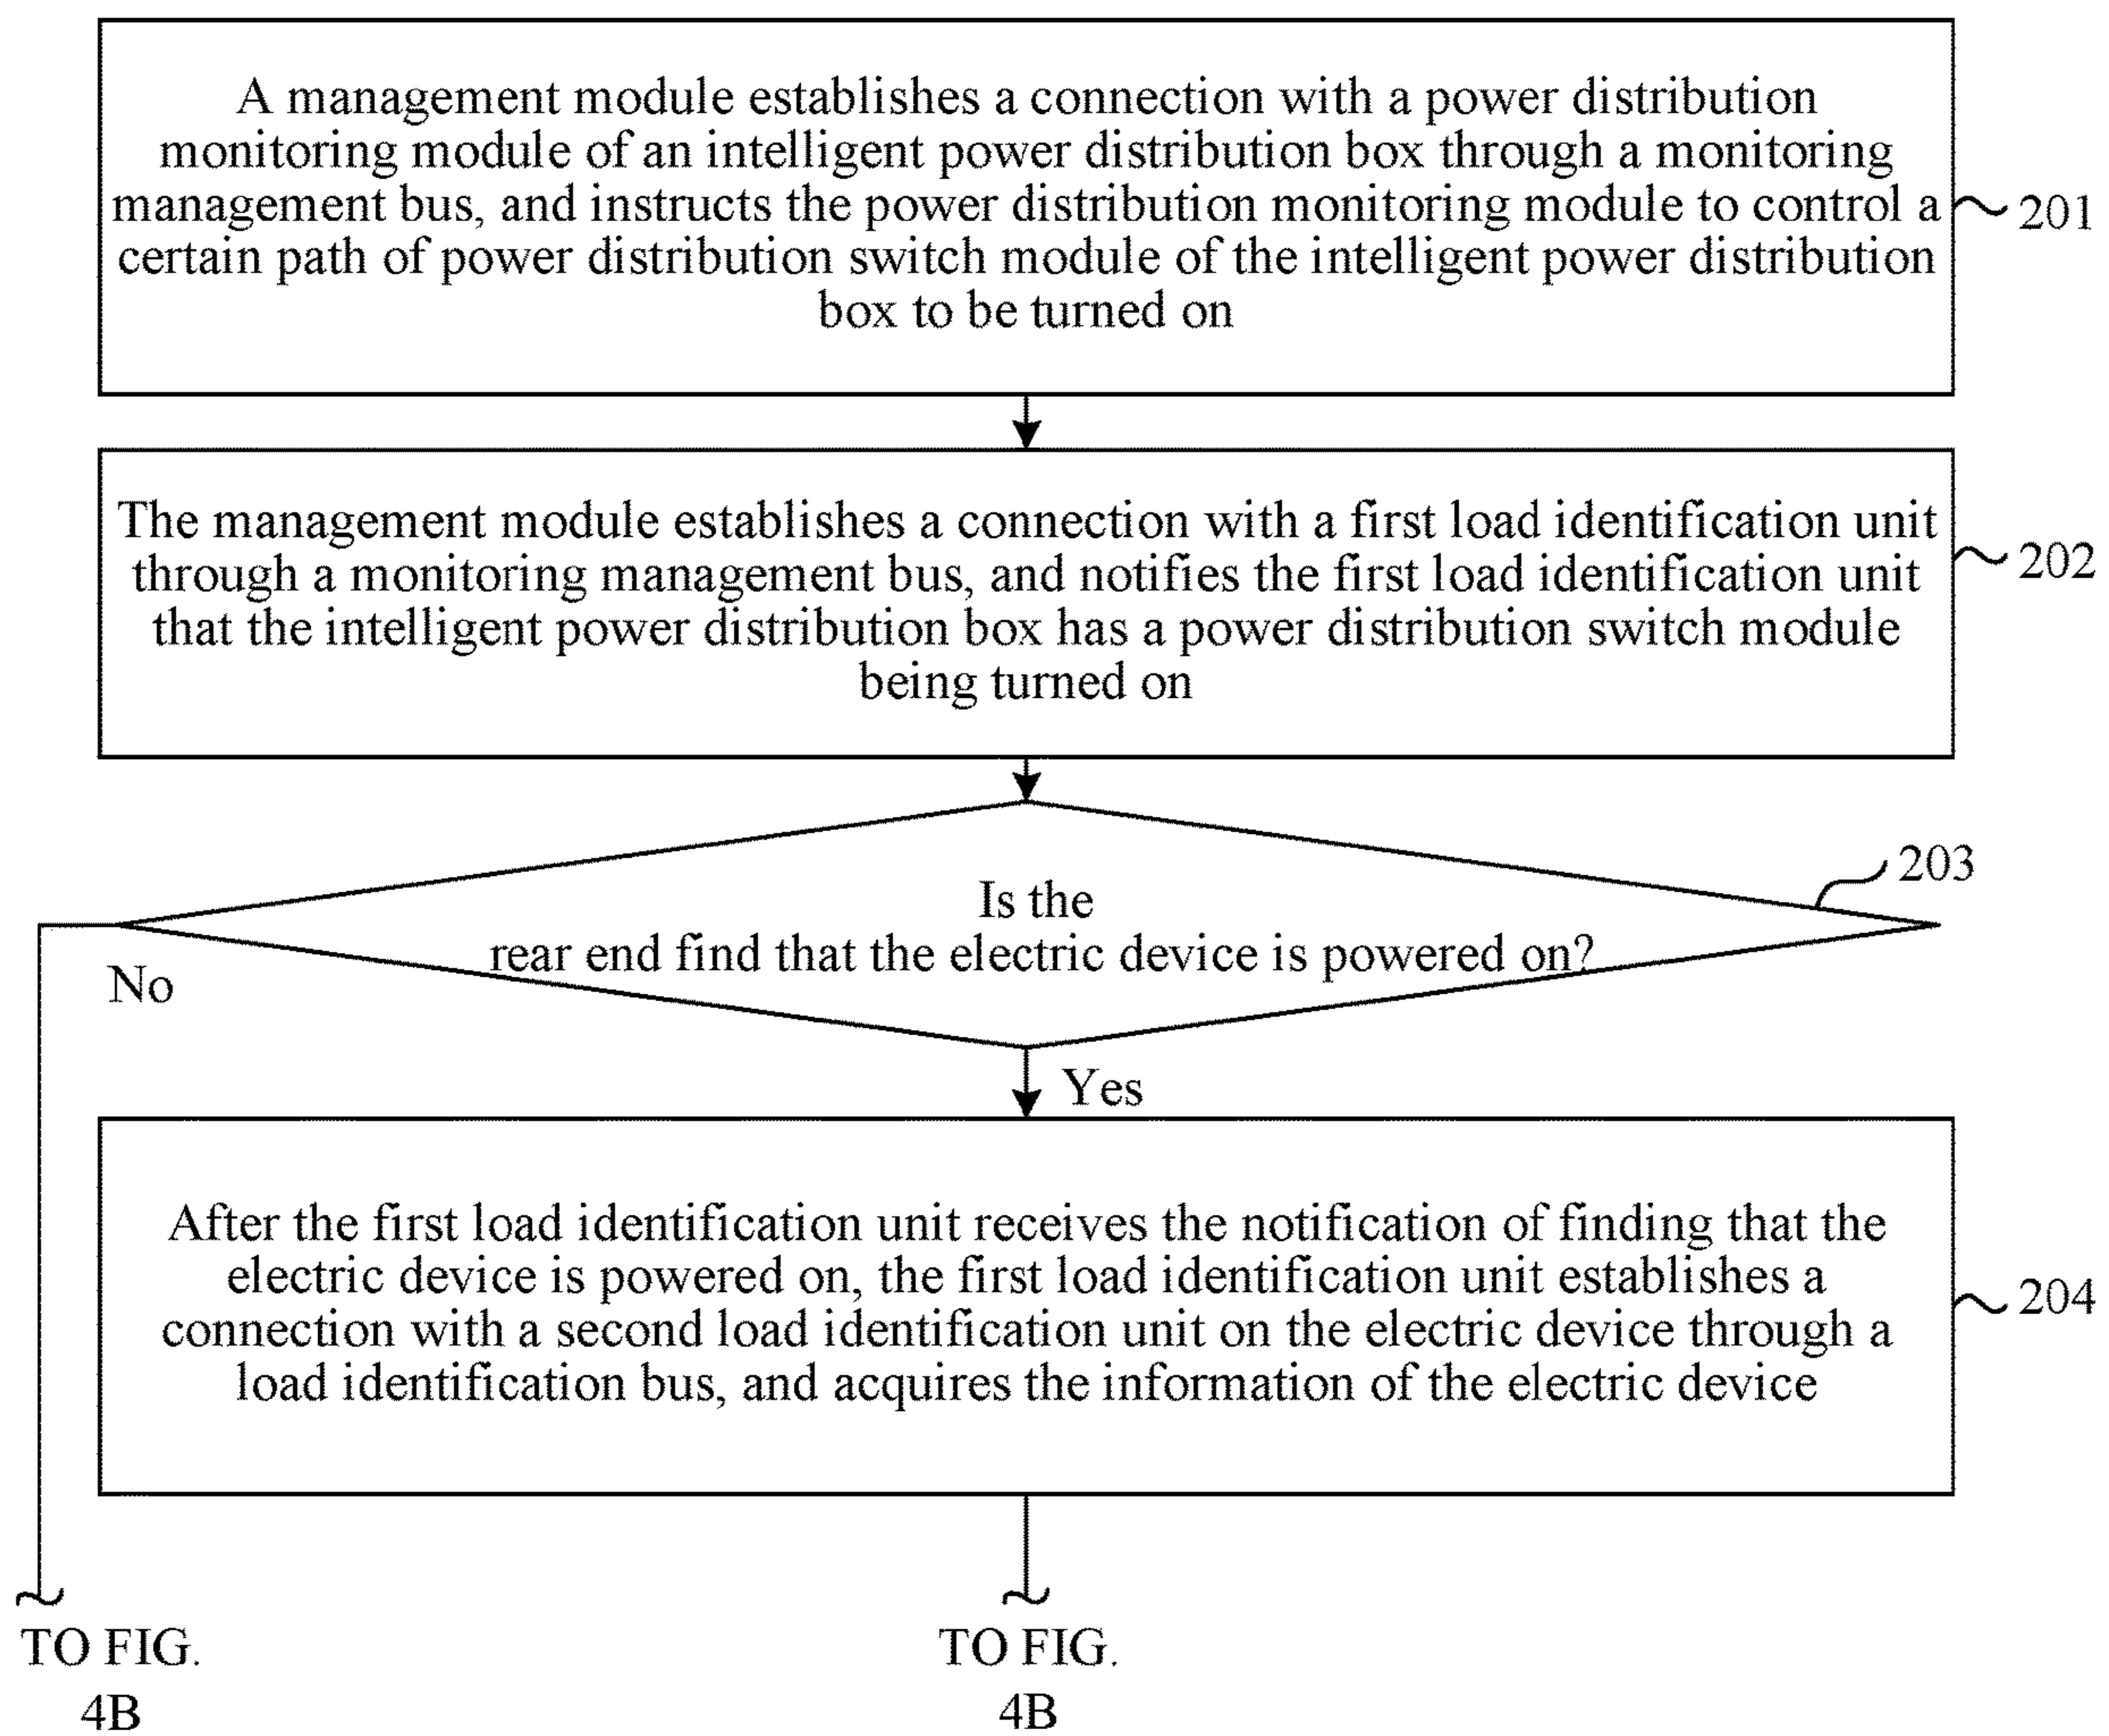 A management module establishes a connection with a power distribution
monitoring module of an intelligent power distribution box through a monitoring
management bus, and instructs the power distribution monitoring module to control a
certain path of power distribution switch module of the intelligent power distribution
box to be turned on
201
The management module establishes a connection with a first load identification unit
through a monitoring management bus, and notifies the first load identification unit
that the intelligent power distribution box has a power distribution switch module
being turned on
202
Is the
rear end find that the electric device is powered on?
203
No
Yes
After the first load identification unit receives the notification of finding that the
electric device is powered on, the first load identification unit establishes a
connection with a second load identification unit on the electric device through a
load identification bus, and acquires the information of the electric device
204
TO FIG.
4B
TO FIG.
4B